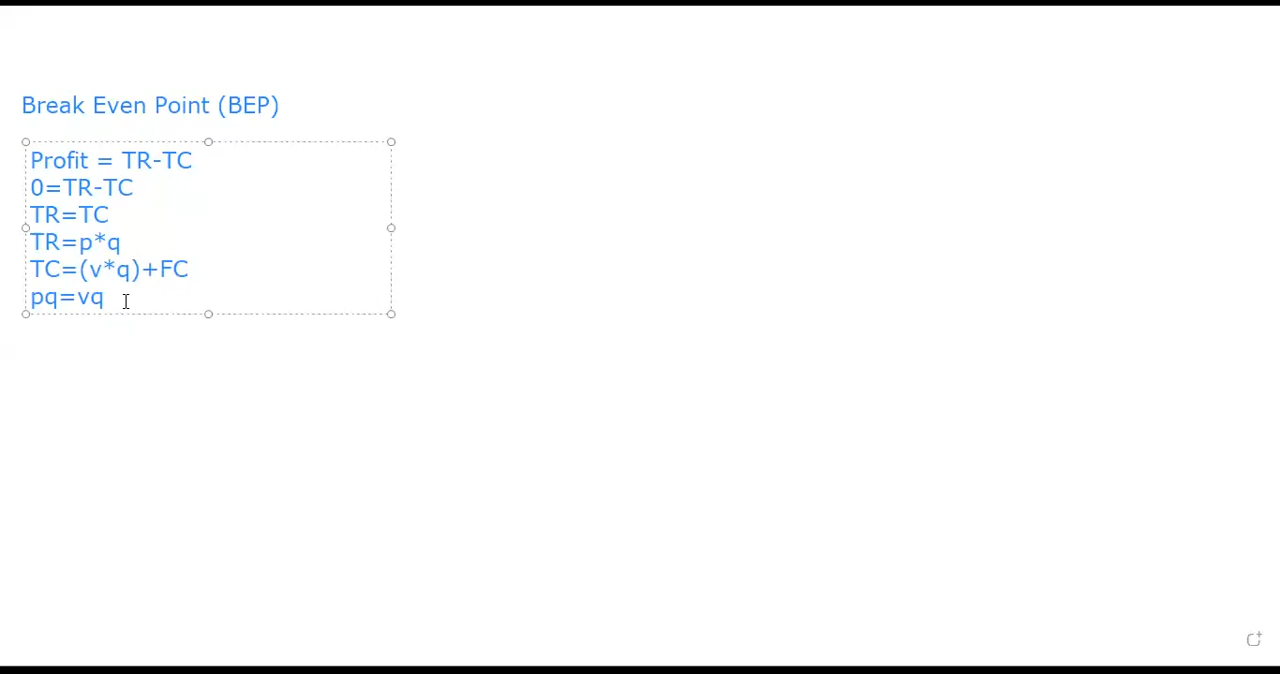 Break Even Point (BEP)
Profit = TR-TC
0=TR-TC
TR=TC
TR=p*q
TC=(v*q)+FC
pq=vq